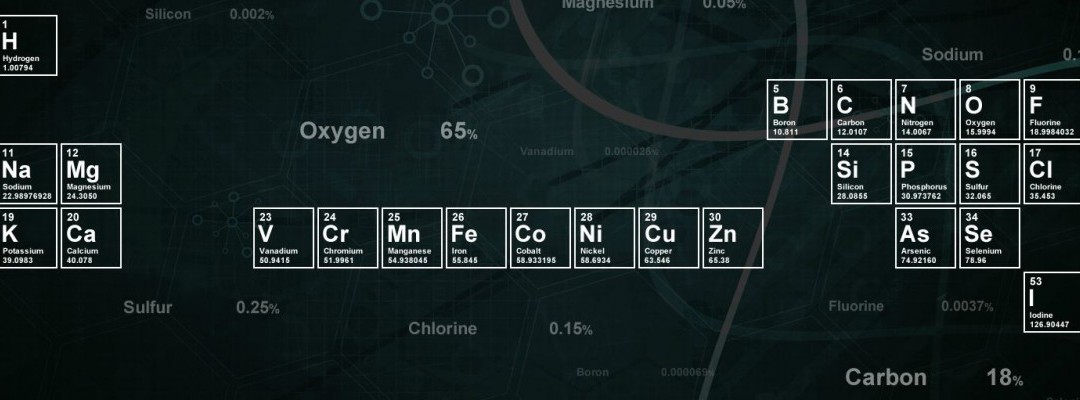 Silicon 0.002%
Magnesium 0.05%
1
H
Hydrogen
1.00794
Sodium
5
B
Boron
10.811
6
C
Carbon
12.0107
7
N
Nitrogen
14.0067
8
O
Oxygen
15.9994
9
F
Fluorine
18.9984032
Oxygen 65%
Vanadium 0.000026%
11
Na
Sodium
22.98976928
12
Mg
Magnesium
24.3050
14
Si
Silicon
28.0855
15
P
Phosphorus
30.973762
16
S
Sulfur
32.065
17
Cl
Chlorine
35.453
19
K
Potassium
39.0983
20
Ca
Calcium
40.078
23
V
Vanadium
50.9415
24
Cr
Chromium
51.9961
25
Mn
Manganese
54.938045
26
Fe
Iron
55.845
27
Co
Cobalt
58.933195
28
Ni
Nickel
58.6934
29
Cu
Copper
63.546
30
Zn
Zinc
65.38
33
As
Arsenic
74.92160
34
Se
Selenium
78.96
53
I
Iodine
126.90447
Sulfur 0.25%
Fluorine 0.0037%
Chlorine 0.15%
Boron 0.000069%
Carbon 18%